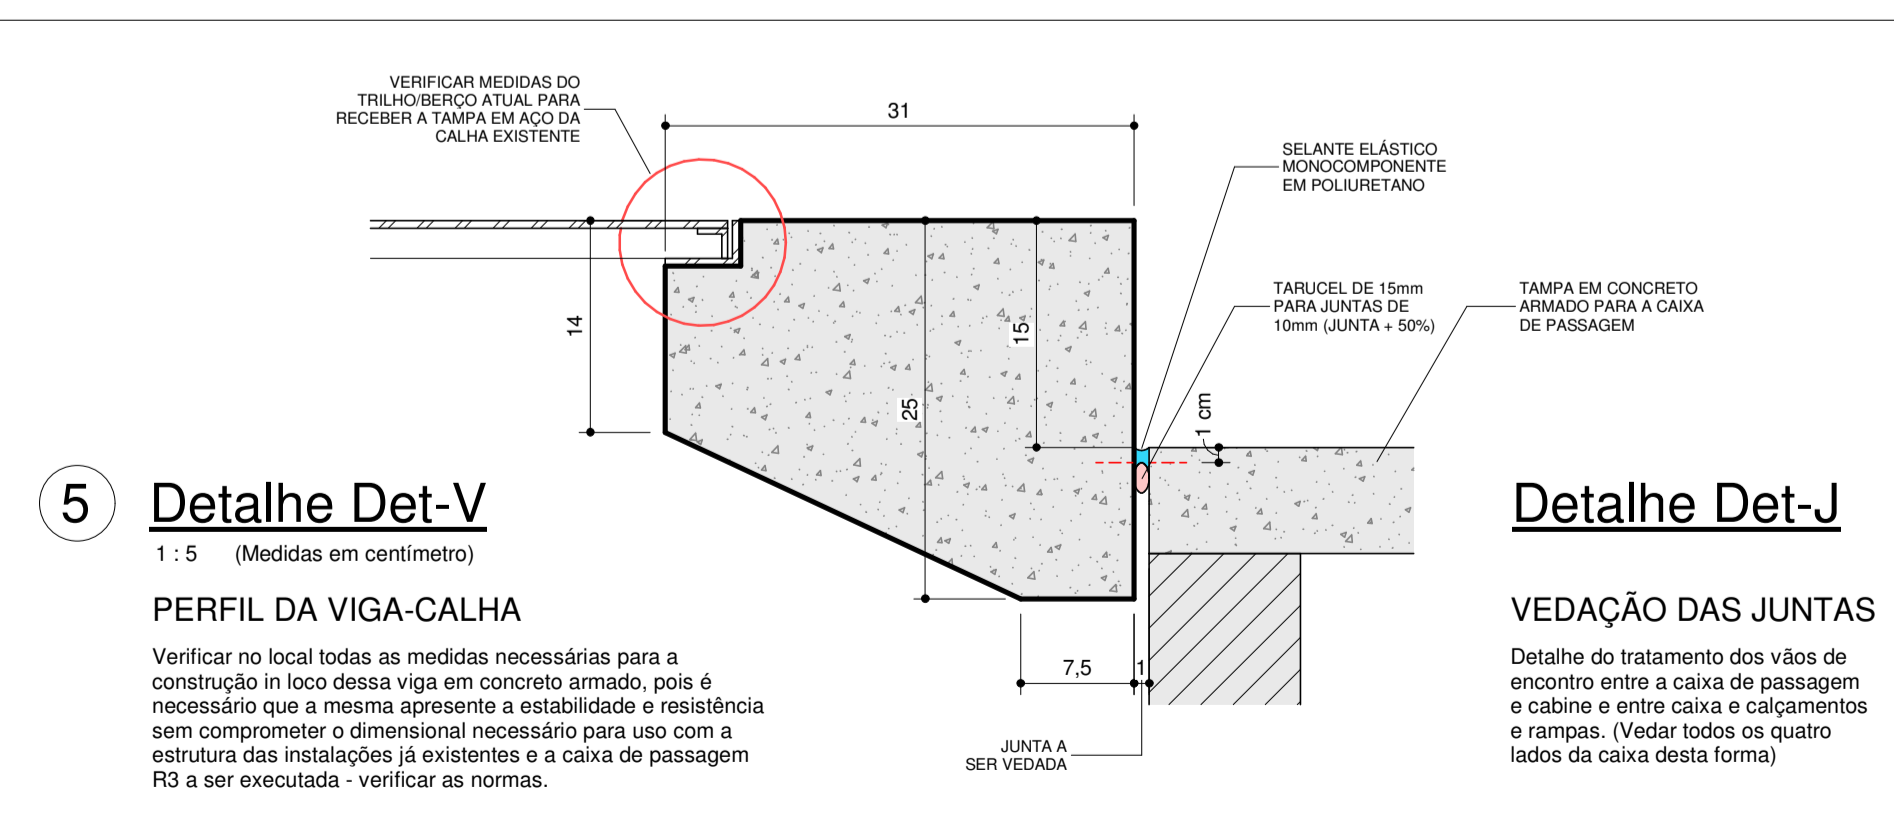 VERIFICAR MEDIDAS DO
TRILHO/BERÇO ATUAL PARA
RECEBER A TAMPA EM AÇO DA
CALHA EXISTENTE
31
SELANTE ELÁSTICO
MONOCOMPONENTE
EM POLIURETANO
TARUCEL DE 15mm
PARA JUNTAS DE
10mm (JUNTA + 50%)
TAMPA EM CONCRETO
ARMADO PARA A CAIXA
DE PASSAGEM
14
15
25
1 cm
5
Detalhe Det-V
1 : 5 (Medidas em centímetro)
PERFIL DA VIGA-CALHA
Verificar no local todas as medidas necessárias para a
construção in loco dessa viga em concreto armado, pois é
necessário que a mesma apresente a estabilidade e resistência
sem comprometer o dimensional necessário para uso com a
estrutura das instalações já existentes e a caixa de passagem
R3 a ser executada - verificar as normas.
7,5
1
JUNTA A
SER VEDADA
Detalhe Det-J
VEDAÇÃO DAS JUNTAS
Detalhe do tratamento dos vãos de
encontro entre a caixa de passagem
e cabine e entre caixa e calçamentos
e rampas. (Vedar todos os quatro
lados da caixa desta forma)